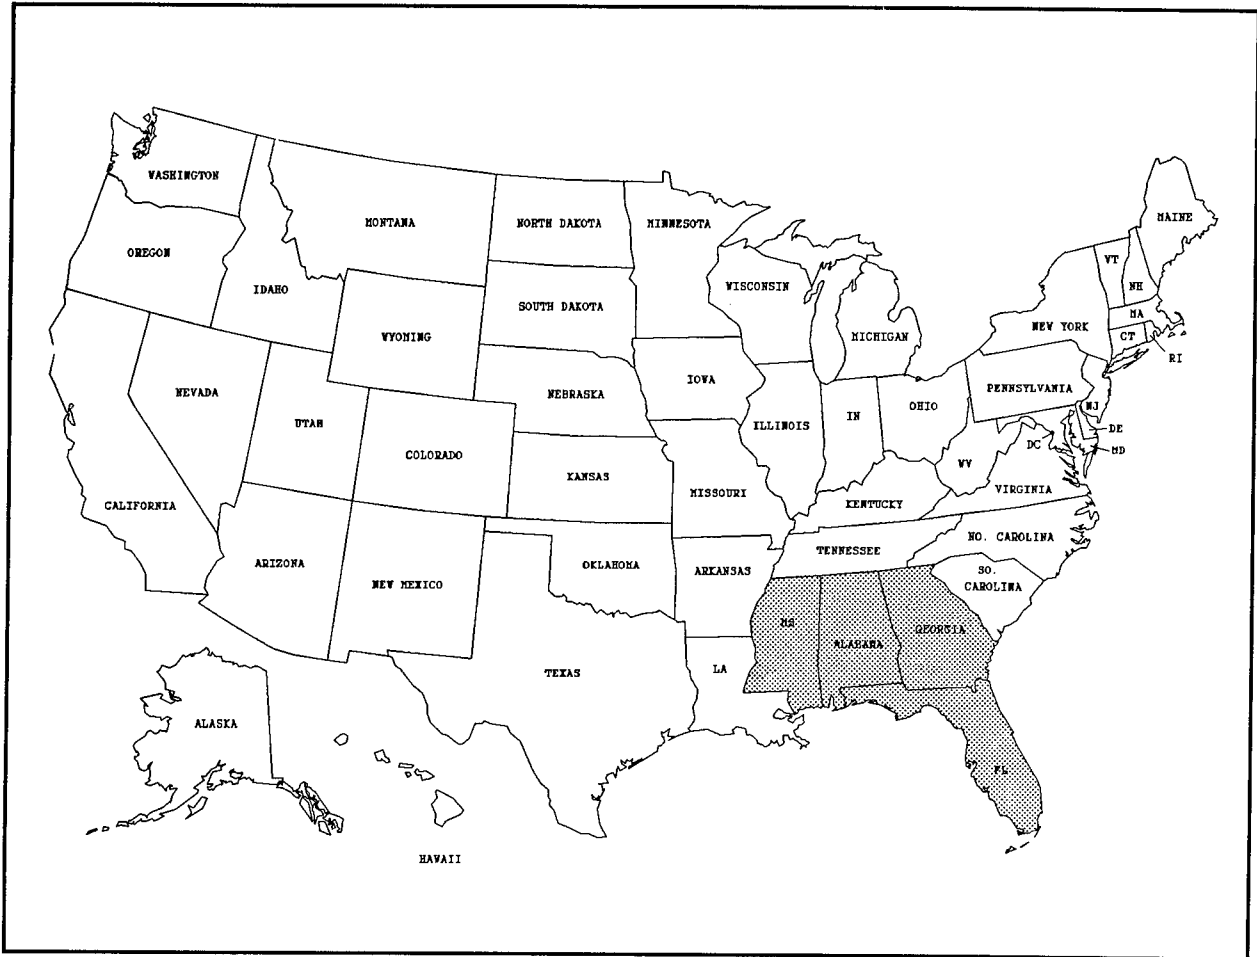 WASHINGTON
MONTANA
NORTH DAKOTA
MINNESOTA
MAINE
OREGON
IDAHO
WYOMING
SOUTH DAKOTA
WISCONSIN
MICHIGAN
VT
NH
NEW YORK
MA
CT
RI
NEVADA
UTAH
COLORADO
NEBRASKA
IOWA
ILLINOIS
IN
OHIO
PENNSYLVANIA
NJ
DE
DC
MD
CALIFORNIA
KANSAS
MISSOURI
KENTUCKY
WV
VIRGINIA
ARIZONA
NEW MEXICO
OKLAHOMA
ARKANSAS
TENNESSEE
NO. CAROLINA
SO.
CAROLINA
TEXAS
LA
MS
ALABAMA
GEORGIA
FL
ALASKA
HAWAII